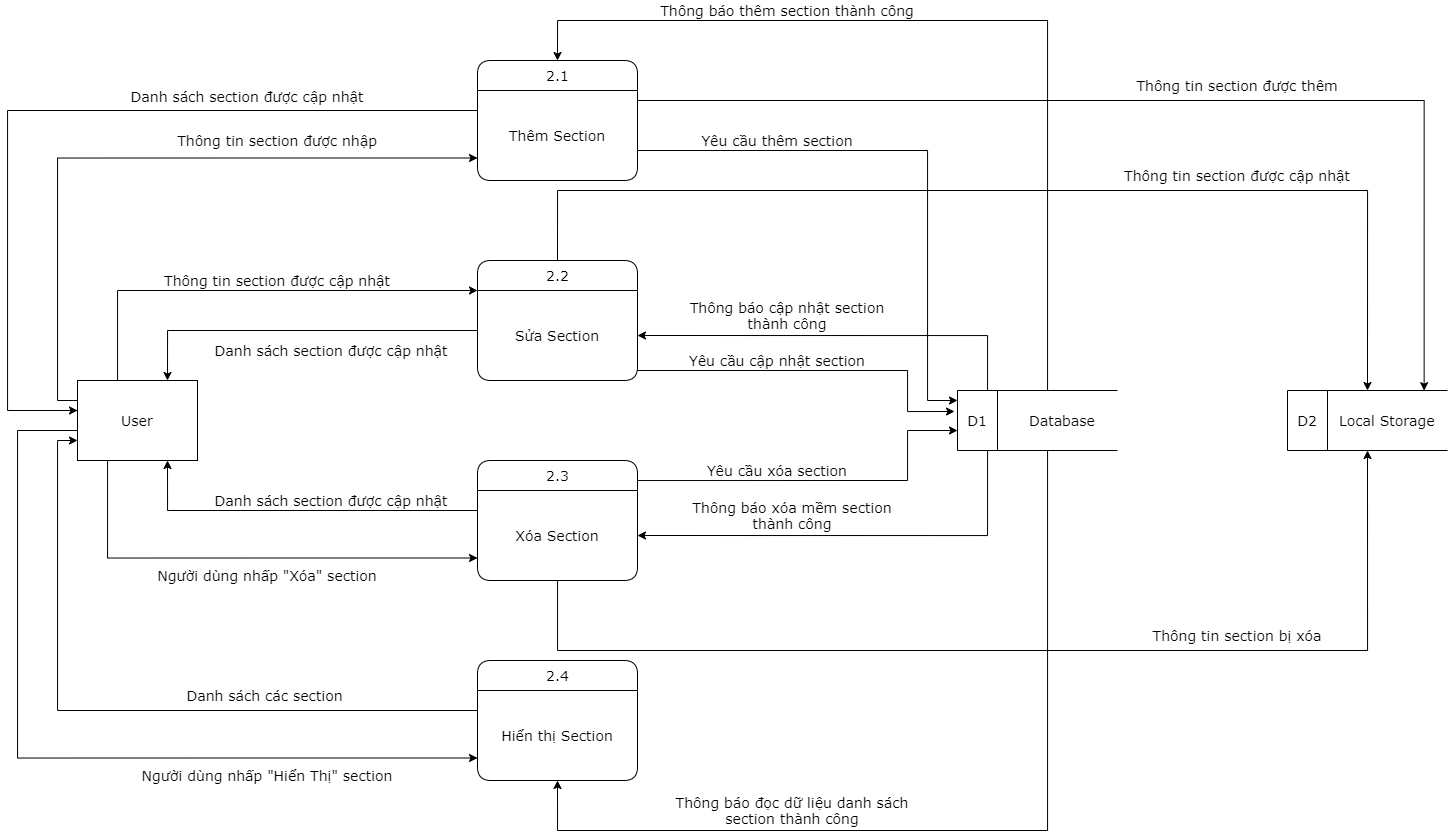 Thông báo thêm section thành công
2.1
Thông tin section được thêm
Danh sách section được cập nhật
Thêm Section
Thông tin section được nhập
Yêu cầu thêm section
Thông tin section được cập nhật
2.2
Thông tin section được cập nhật
Thông báo cập nhật section
thành công
Sửa Section
Danh sách section được cập nhật
Yêu cầu cập nhật section
User
D1
Database
D2
Local Storage
2.3
Yêu cầu xóa section
Danh sách section được cập nhật
Thông báo xóa mềm section
thành công
Xóa Section
Người dùng nhấp "Xóa" section
Thông tin section bị xóa
2.4
Danh sách các section
Hiển thị Section
Người dùng nhấp "Hiển Thị" section
Thông báo đọc dữ liệu danh sách
section thành công